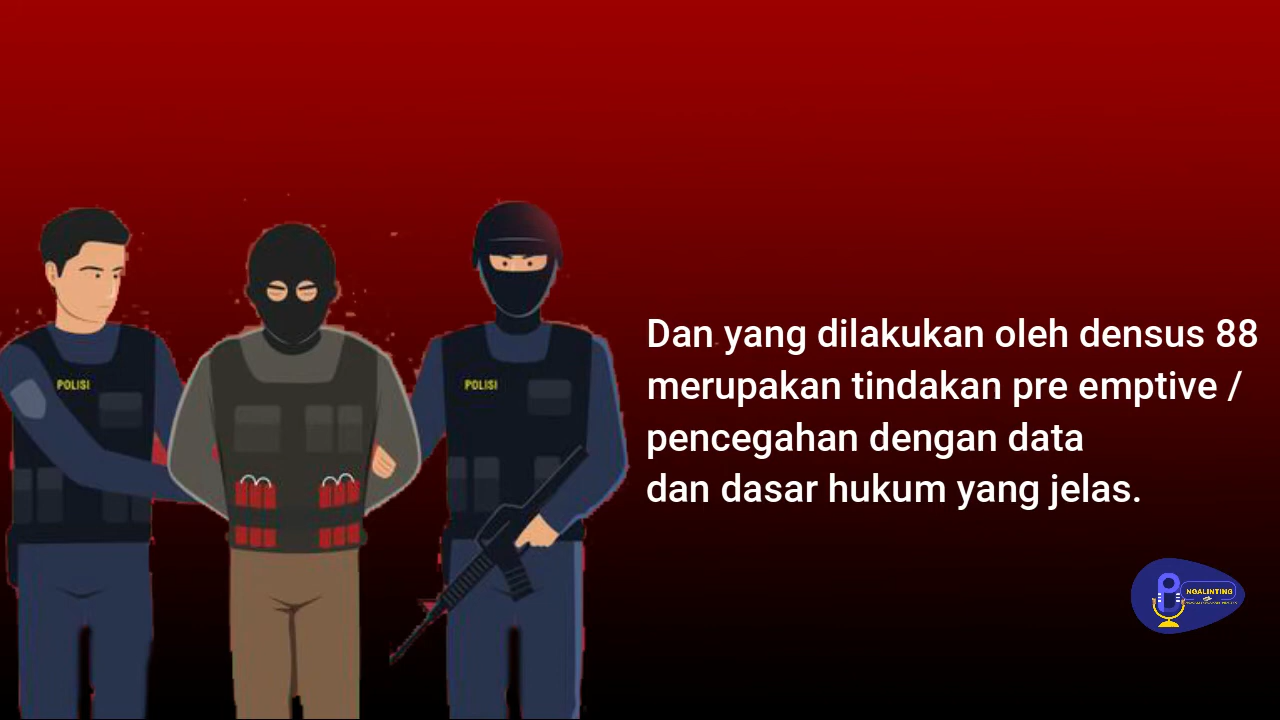 POLISI
POLISI
Dan yang dilakukan oleh densus 88
merupakan tindakan pre emptive /
pencegahan dengan data
dan dasar hukum yang jelas.
NGALINTING